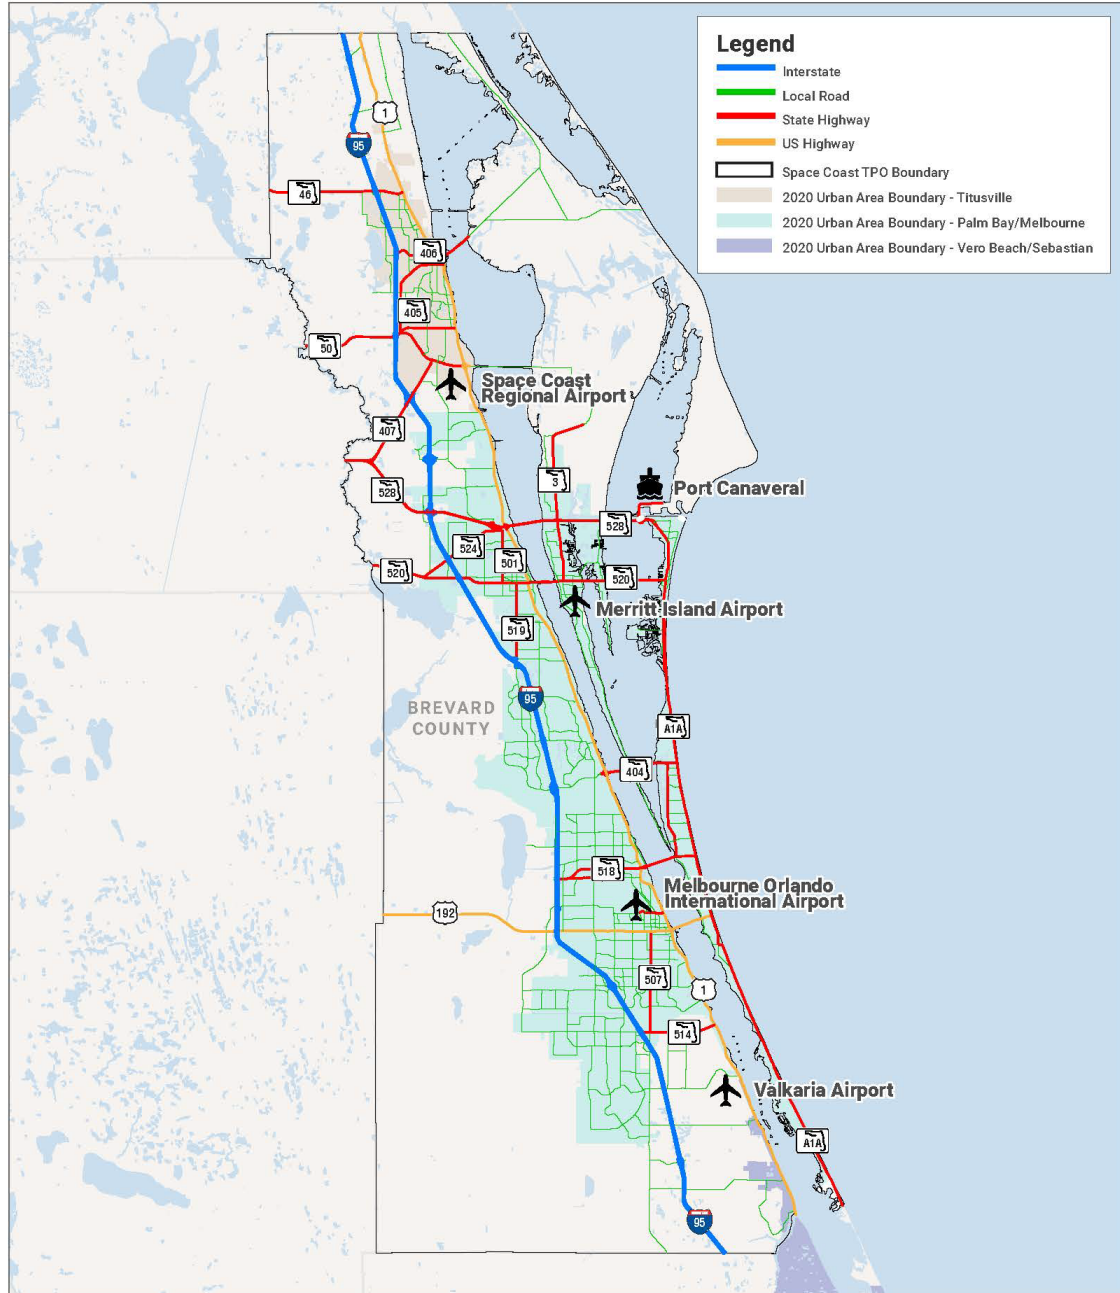 Legend
Interstate
Local Road
State Highway
US Highway
Space Coast TPO Boundary
2020 Urban Area Boundary - Titusville
2020 Urban Area Boundary - Palm Bay/Melbourne
2020 Urban Area Boundary - Vero Beach/Sebastian
1
95
46
406
405
50
Space Coast
Regional Airport
407
3
528
Port Canaveral
528
524
501
520
520
Merritt Island Airport
519
95
BREVARD
COUNTY
A1A
404
518
Melbourne Orlando
International Airport
192
507
1
514
Valkaria Airport
A1A
95